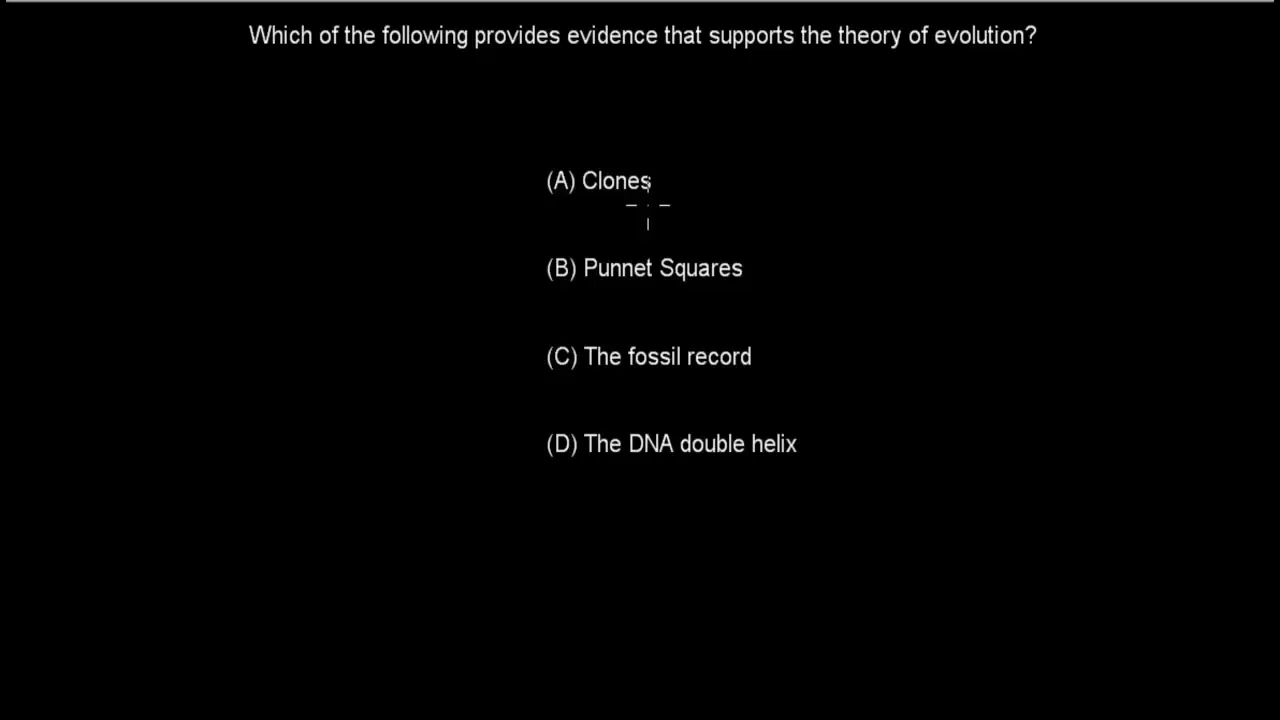 Which of the following provides evidence that supports the theory of evolution?
(A) Clones
(B) Punnet Squares
(C) The fossil record
(D) The DNA double helix